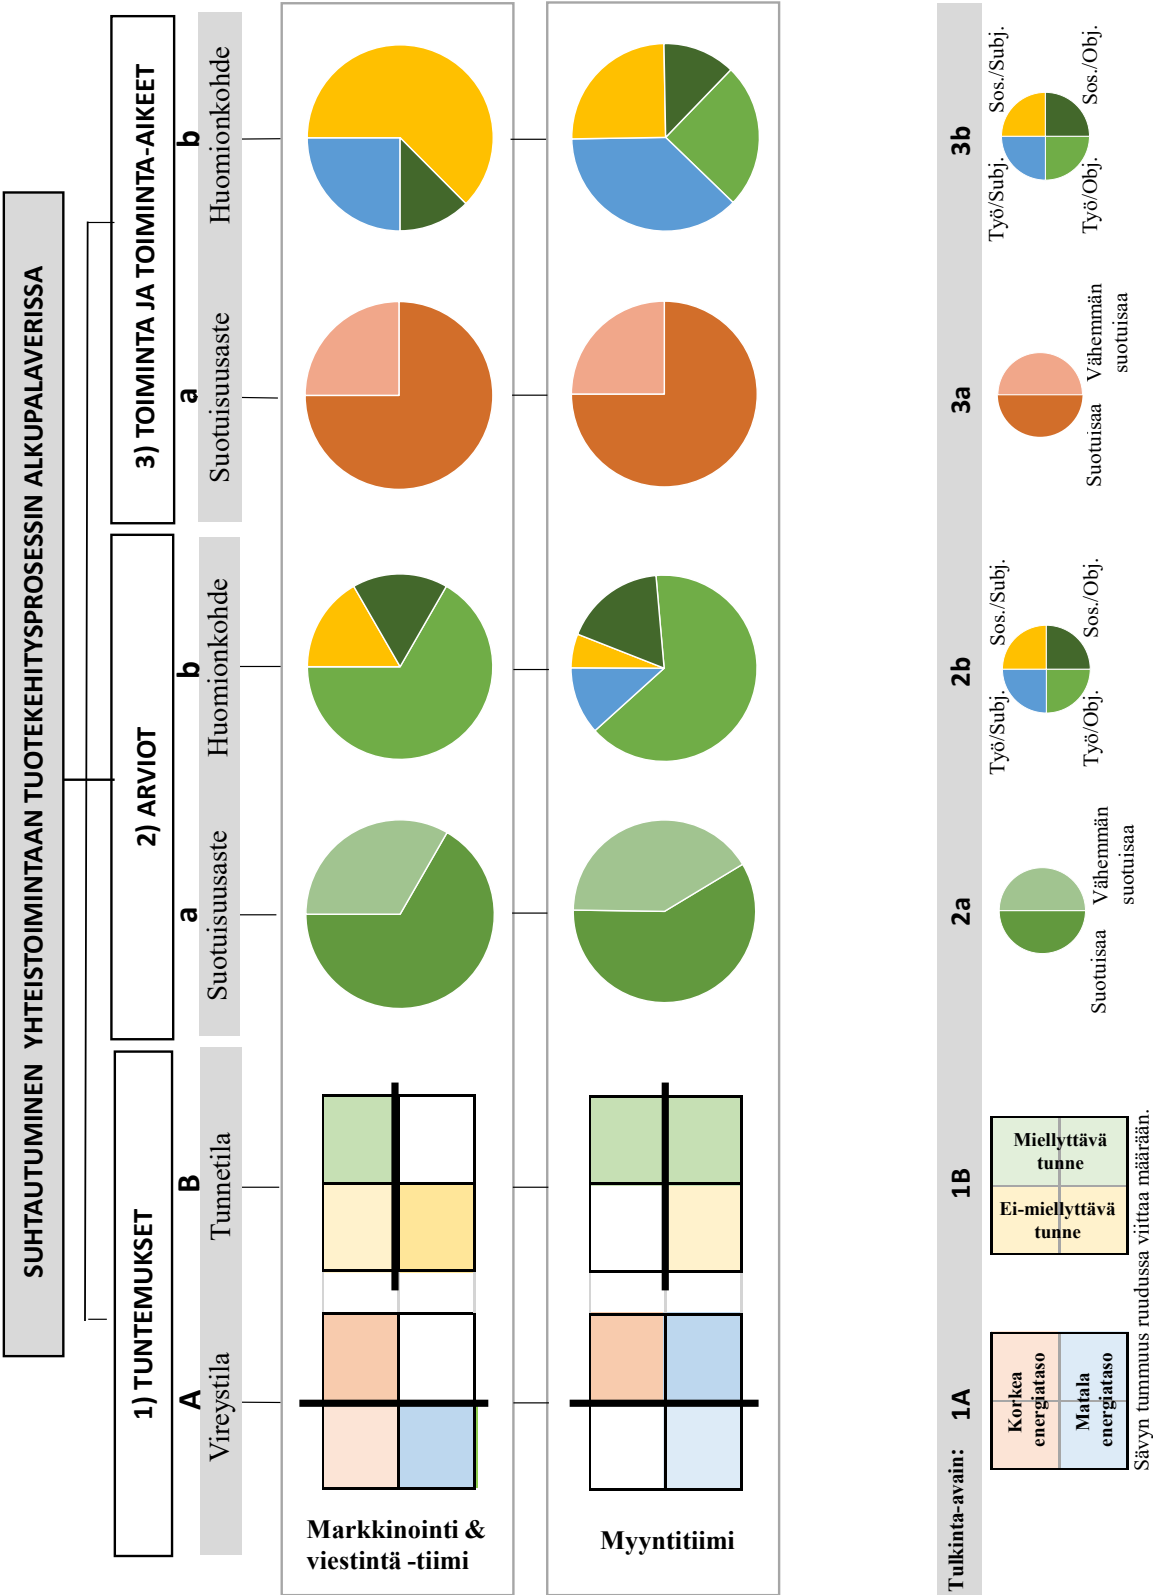 SUHTAUTUMINEN YHTEISTOIMINTAAN TUOTEKEHITYSPROSESSIN ALKUPALAVERISSA
1) TUNTEMUKSET
2) ARVIOT
3) TOIMINTA JA TOIMINTA-AIKEET
A
B
a
b
a
b
Vireystila
Tunnetila
Suotuisuusaste
Huomionkohde
Suotuisuusaste
Huomionkohde
Markkinointi &
viestintä -tiimi
Myyntitiimi
Tulkinta-avain:
1A
1B
2a
2b
3a
3b
Korkea
energiataso
Matala
energiataso
Miellyttävä
tunne
Ei-miellyttävä
tunne
Sävyn tummuus ruudussa viittaa määrään.
Suotuisaa
Vähemmän
suotuisaa
Työ/Subj.
Sos./Subj.
Työ/Obj.
Sos./Obj.
Suotuisaa
Vähemmän
suotuisaa
Työ/Subj.
Sos./Subj.
Työ/Obj.
Sos./Obj.